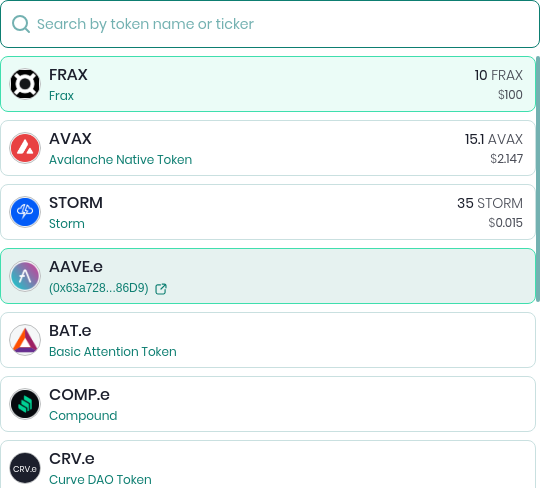 Search by token name or ticker
FRAX
10 FRAX
Frax
$100
AVAX
15.1 AVAX
Avalanche Native Token
$2.147
STORM
35 STORM
Storm
$0.015
AAVE.e
(0x63a728...86D9)
BAT.e
Basic Attention Token
COMP.e
Compound
CRV.e
CRV.e
Curve DAO Token